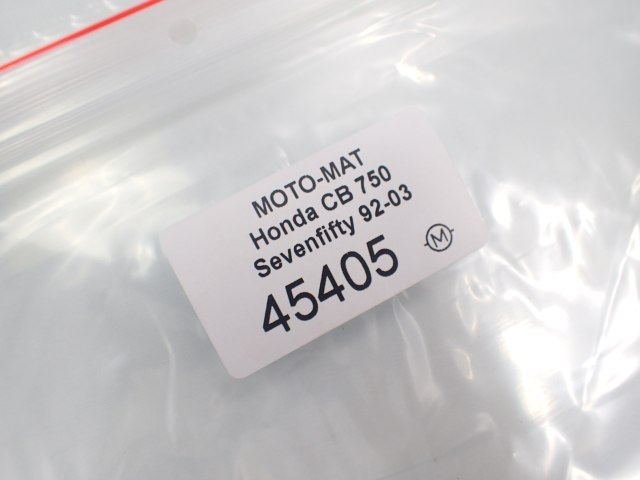 MOTO-MAT
Honda CB 750
Sevenfifty 92-03
45405
M